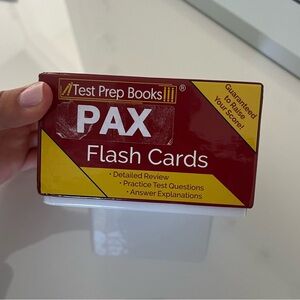 Test Prep Books ®
Guaranteed
to Raise
Your Score!
PAX
Flash Cards
· Detailed Review
· Practice Test Questions
· Answer Explanations